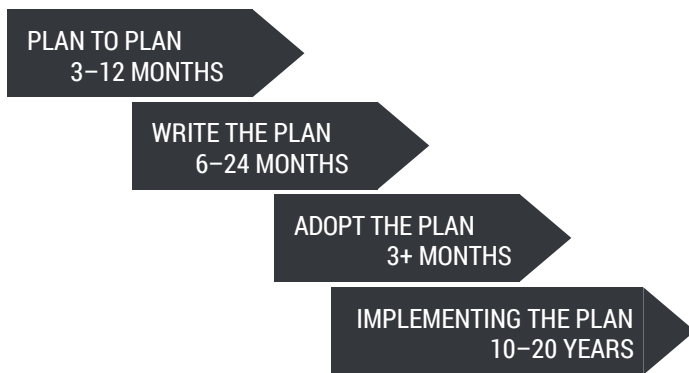 PLAN TO PLAN
3–12 MONTHS
WRITE THE PLAN
6–24 MONTHS
ADOPT THE PLAN
3+ MONTHS
IMPLEMENTING THE PLAN
10–20 YEARS